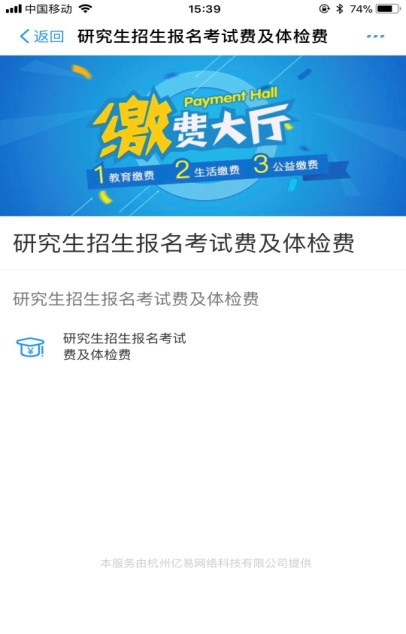 中国移动 15:39 74%
返回 研究生招生报名考试费及体检费
Payment Hall
缴费大厅
1 教育缴费 2 生活缴费 3 公益缴费
研究生招生报名考试费及体检费
研究生招生报名考试费及体检费
研究生招生报名考试
费及体检费
本服务由杭州亿易网络科技有限公司提供